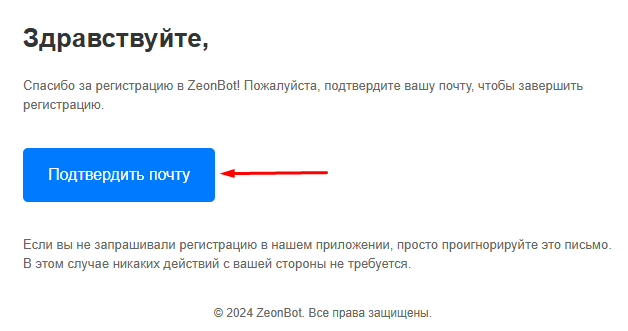 Здравствуйте,
Спасибо за регистрацию в ZeonBot! Пожалуйста, подтвердите вашу почту, чтобы завершить
регистрацию.
Подтвердить почту
Если вы не запрашивали регистрацию в нашем приложении, просто проигнорируйте это письмо.
В этом случае никаких действий с вашей стороны не требуется.
© 2024 ZeonBot. Все права защищены.